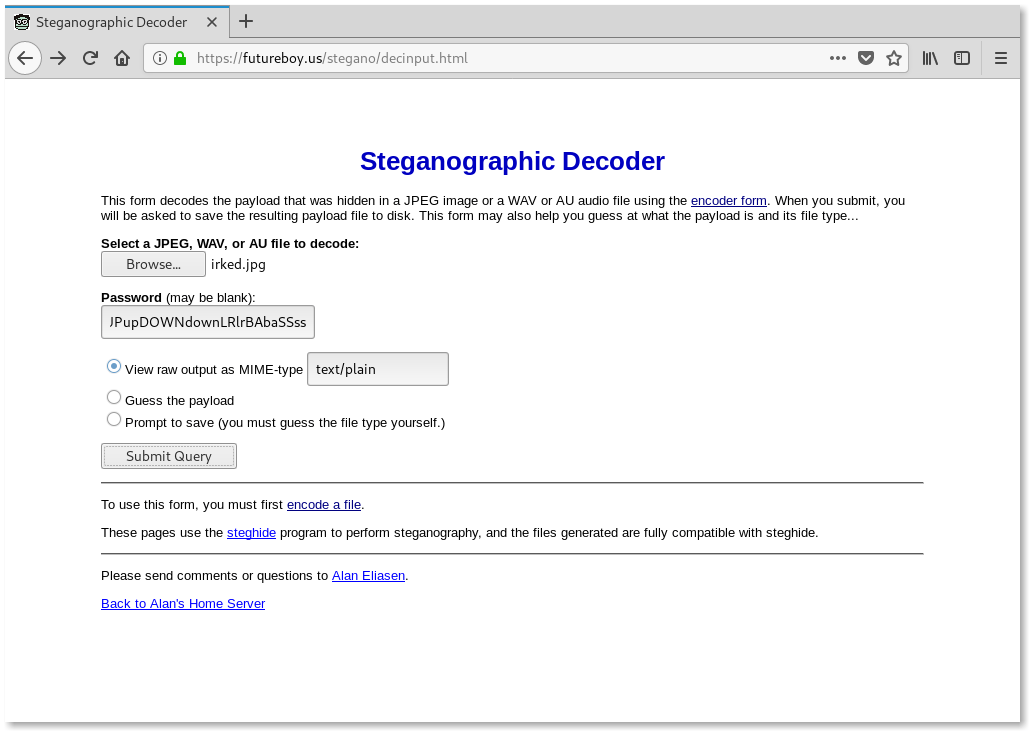 Steganographic Decoder
https://futureboy.us/stegano/decinput.html
Steganographic Decoder
This form decodes the payload that was hidden in a JPEG image or a WAV or AU audio file using the encoder form. When you submit, you
will be asked to save the resulting payload file to disk. This form may also help you guess at what the payload is and its file type...
Select a JPEG, WAV, or AU file to decode:
Browse... irked.jpg
Password (may be blank):
JPupDOWNdownLRlrBAbaSSss
View raw output as MIME-type text/plain
Guess the payload
Prompt to save (you must guess the file type yourself.)
Submit Query
To use this form, you must first encode a file.
These pages use the steghide program to perform steganography, and the files generated are fully compatible with steghide.
Please send comments or questions to Alan Eliasen.
Back to Alan's Home Server